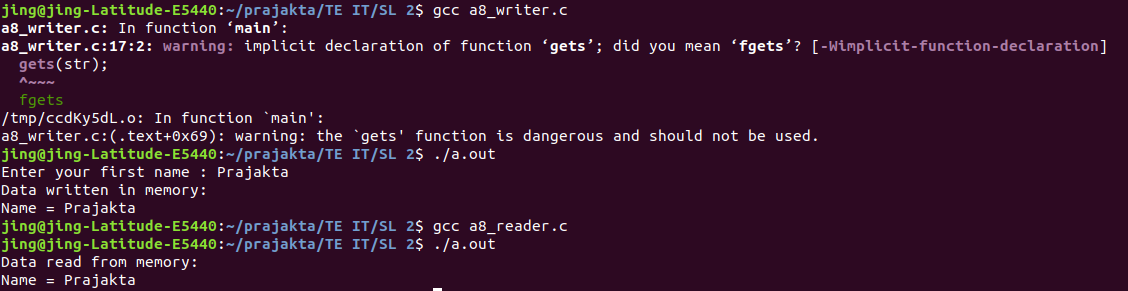 jing@jing-Latitude-E5440:~/prajakta/TE IT/SL 2$ gcc a8_writer.c
a8_writer.c: In function ‘main’:
a8_writer.c:17:2: warning: implicit declaration of function ‘gets’; did you mean ‘fgets’? [-Wimplicit-function-declaration]
  gets(str);
  ^~~~
  fgets
/tmp/ccdKy5dL.o: In function `main':
a8_writer.c:(.text+0x69): warning: the `gets' function is dangerous and should not be used.
jing@jing-Latitude-E5440:~/prajakta/TE IT/SL 2$ ./a.out
Enter your first name : Prajakta
Data written in memory:
Name = Prajakta
jing@jing-Latitude-E5440:~/prajakta/TE IT/SL 2$ gcc a8_reader.c
jing@jing-Latitude-E5440:~/prajakta/TE IT/SL 2$ ./a.out
Data read from memory:
Name = Prajakta